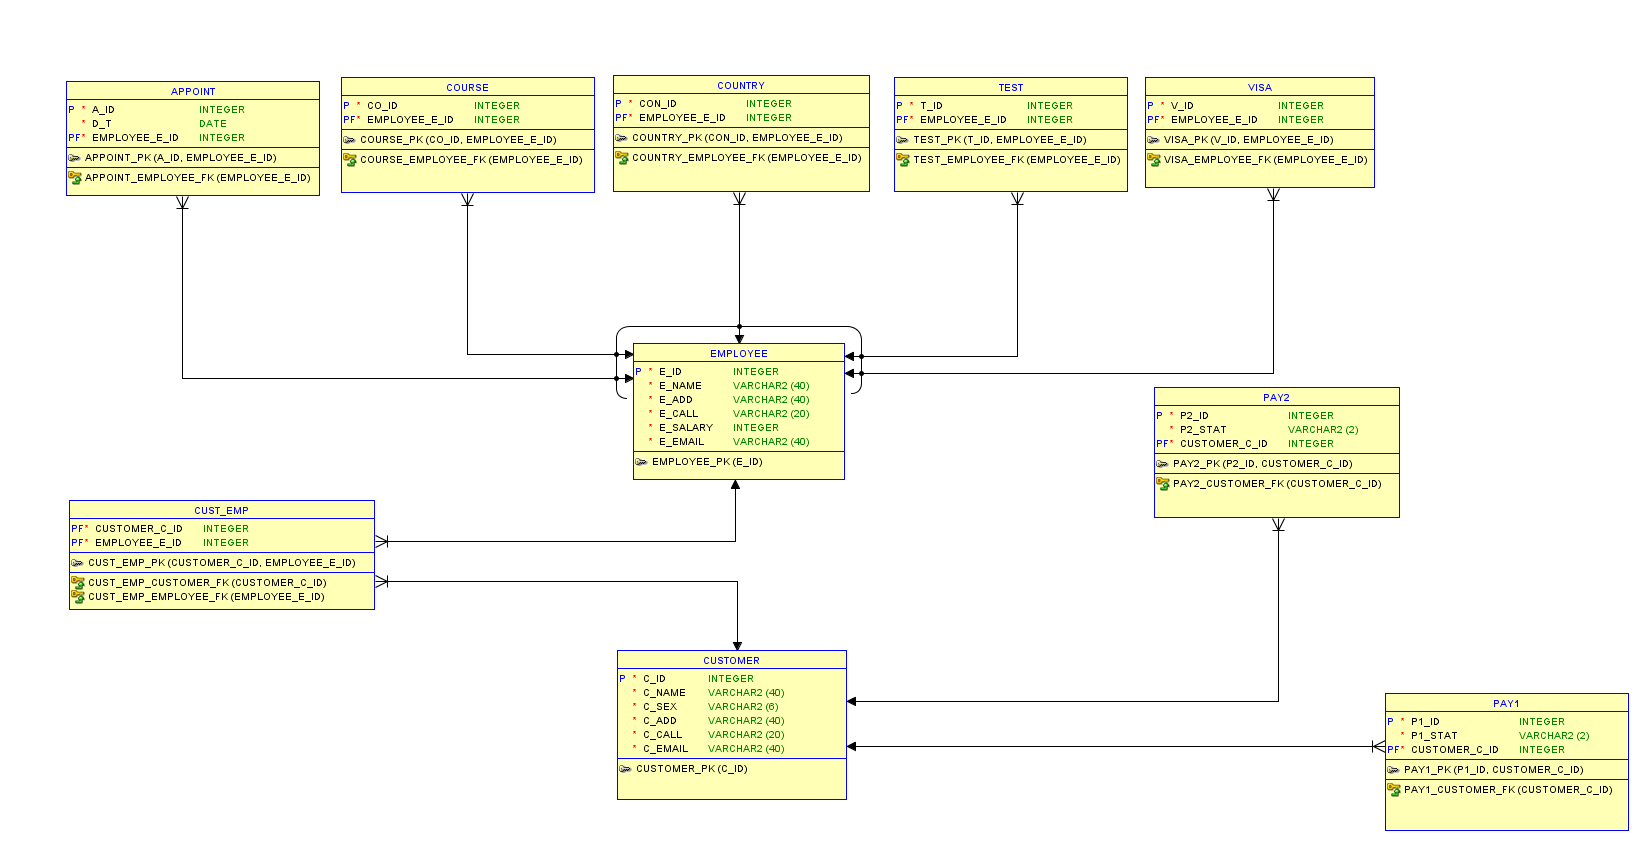 APPOINT
P * A_ID INTEGER
* D_T DATE
PF* EMPLOYEE_E_ID INTEGER
APPOINT_PK (A_ID, EMPLOYEE_E_ID)
APPOINT_EMPLOYEE_FK (EMPLOYEE_E_ID)
COURSE
P * CO_ID INTEGER
PF* EMPLOYEE_E_ID INTEGER
COURSE_PK (CO_ID, EMPLOYEE_E_ID)
COURSE_EMPLOYEE_FK (EMPLOYEE_E_ID)
COUNTRY
P * CON_ID INTEGER
PF* EMPLOYEE_E_ID INTEGER
COUNTRY_PK (CON_ID, EMPLOYEE_E_ID)
COUNTRY_EMPLOYEE_FK (EMPLOYEE_E_ID)
TEST
P * T_ID INTEGER
PF* EMPLOYEE_E_ID INTEGER
TEST_PK (T_ID, EMPLOYEE_E_ID)
TEST_EMPLOYEE_FK (EMPLOYEE_E_ID)
VISA
P * V_ID INTEGER
PF* EMPLOYEE_E_ID INTEGER
VISA_PK (V_ID, EMPLOYEE_E_ID)
VISA_EMPLOYEE_FK (EMPLOYEE_E_ID)
EMPLOYEE
P * E_ID INTEGER
* E_NAME VARCHAR2 (40)
* E_ADD VARCHAR2 (40)
* E_CALL VARCHAR2 (20)
* E_SALARY INTEGER
* E_EMAIL VARCHAR2 (40)
EMPLOYEE_PK (E_ID)
PAY2
P * P2_ID INTEGER
* P2_STAT VARCHAR2 (2)
PF* CUSTOMER_C_ID INTEGER
PAY2_PK (P2_ID, CUSTOMER_C_ID)
PAY2_CUSTOMER_FK (CUSTOMER_C_ID)
CUST_EMP
PF* CUSTOMER_C_ID INTEGER
PF* EMPLOYEE_E_ID INTEGER
CUST_EMP_PK (CUSTOMER_C_ID, EMPLOYEE_E_ID)
CUST_EMP_CUSTOMER_FK (CUSTOMER_C_ID)
CUST_EMP_EMPLOYEE_FK (EMPLOYEE_E_ID)
CUSTOMER
P * C_ID INTEGER
* C_NAME VARCHAR2 (40)
* C_SEX VARCHAR2 (6)
* C_ADD VARCHAR2 (40)
* C_CALL VARCHAR2 (20)
* C_EMAIL VARCHAR2 (40)
CUSTOMER_PK (C_ID)
PAY1
P * P1_ID INTEGER
* P1_STAT VARCHAR2 (2)
PF* CUSTOMER_C_ID INTEGER
PAY1_PK (P1_ID, CUSTOMER_C_ID)
PAY1_CUSTOMER_FK (CUSTOMER_C_ID)